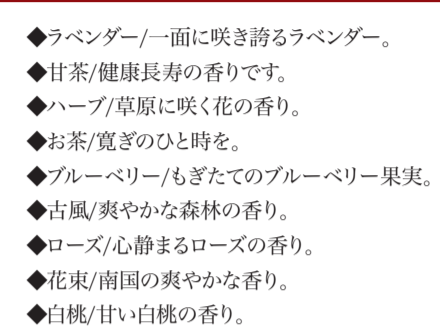 ◆ラベンダー/一面に咲き誇るラベンダー。
◆甘茶/健康長寿の香りです。
◆ハーブ/草原に咲く花の香り。
◆お茶/寛ぎのひと時を。
◆ブルーベリー/もぎたてのブルーベリー果実。
◆古風/爽やかな森林の香り。
◆ローズ/心静まるローズの香り。
◆花束/南国の爽やかな香り。
◆白桃/甘い白桃の香り。